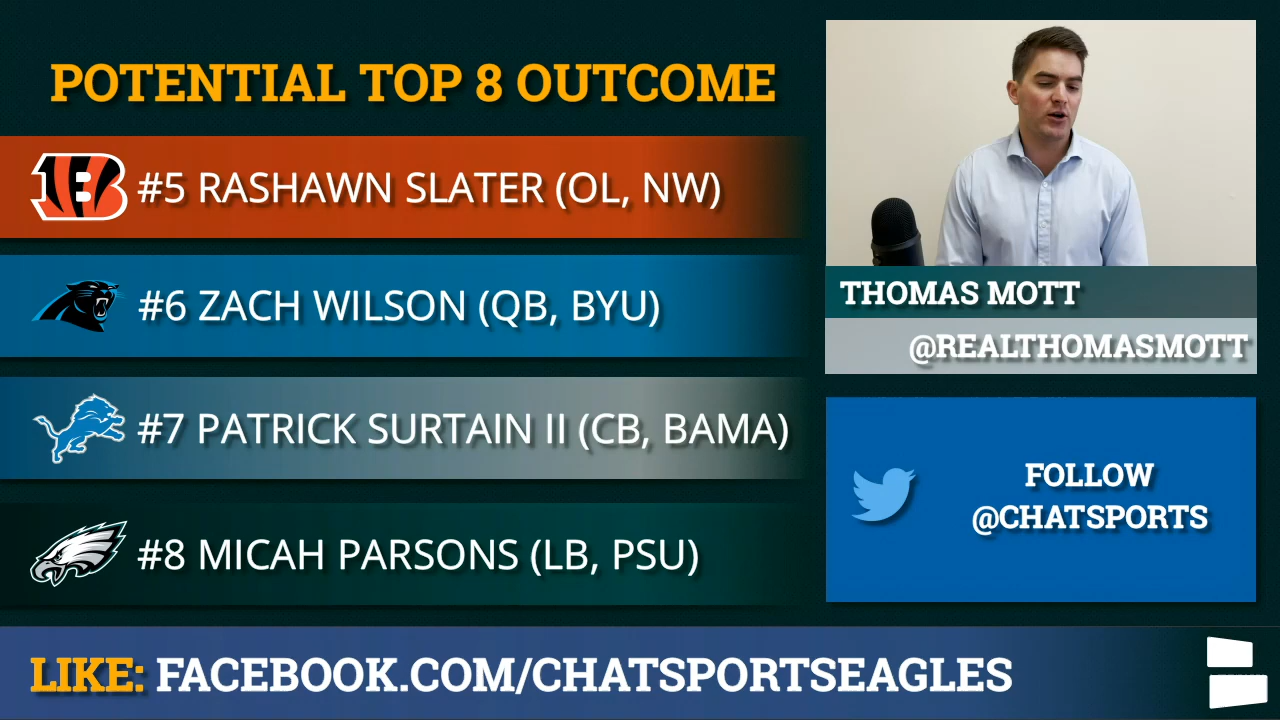 POTENTIAL TOP 8 OUTCOME
#5 RASHAWN SLATER (OL, NW)
#6 ZACH WILSON (QB, BYU)
#7 PATRICK SURTAIN II (CB, BAMA)
#8 MICAH PARSONS (LB, PSU)
THOMAS MOTT
@REALTHOMASMOTT
FOLLOW
@CHATSPORTS
LIKE: FACEBOOK.COM/CHATSPORTSEAGLES